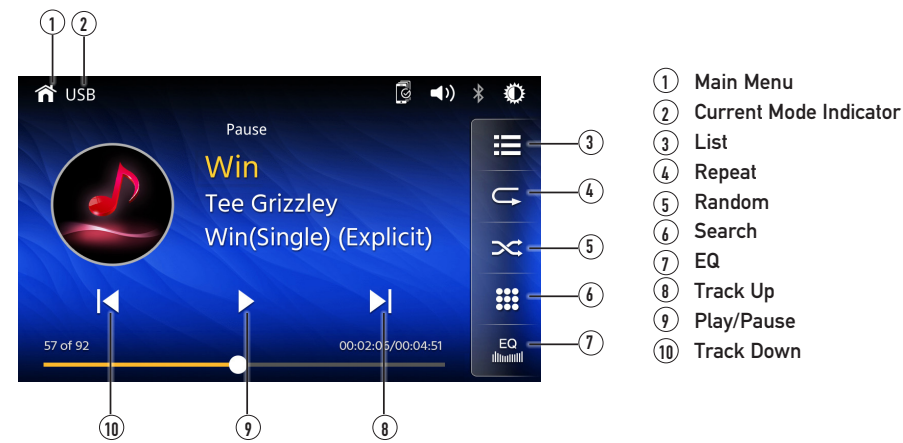 1 2
USB
Pause
Win
Tee Grizzley
Win(Single) (Explicit)
57 of 92 00:02:05/00:04:51
EQ
3
4
5
6
7
10 9 8
1 Main Menu
2 Current Mode Indicator
3 List
4 Repeat
5 Random
6 Search
7 EQ
8 Track Up
9 Play/Pause
10 Track Down